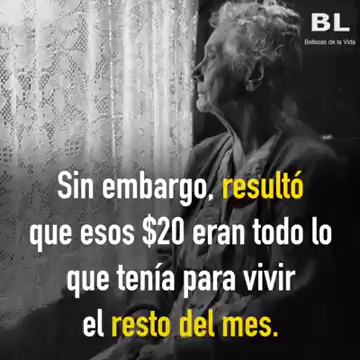 BL
Bellezas de la Vida
Sin embargo, resultó
que esos $20 eran todo lo
que tenía para vivir
el resto del mes.